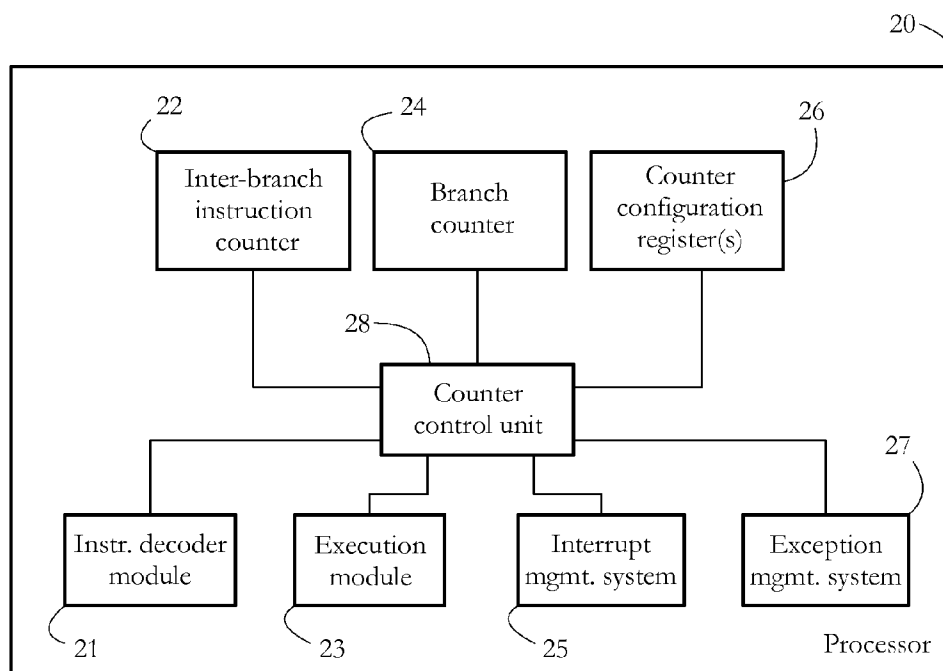 20
22
24
26
Inter-branch
instruction
counter
Branch
counter
Counter
configuration
register(s)
28
Counter
control unit
27
Instr. decoder
module
Execution
module
Interrupt
mgmt. system
Exception
mgmt. system
21
23
25
Processor